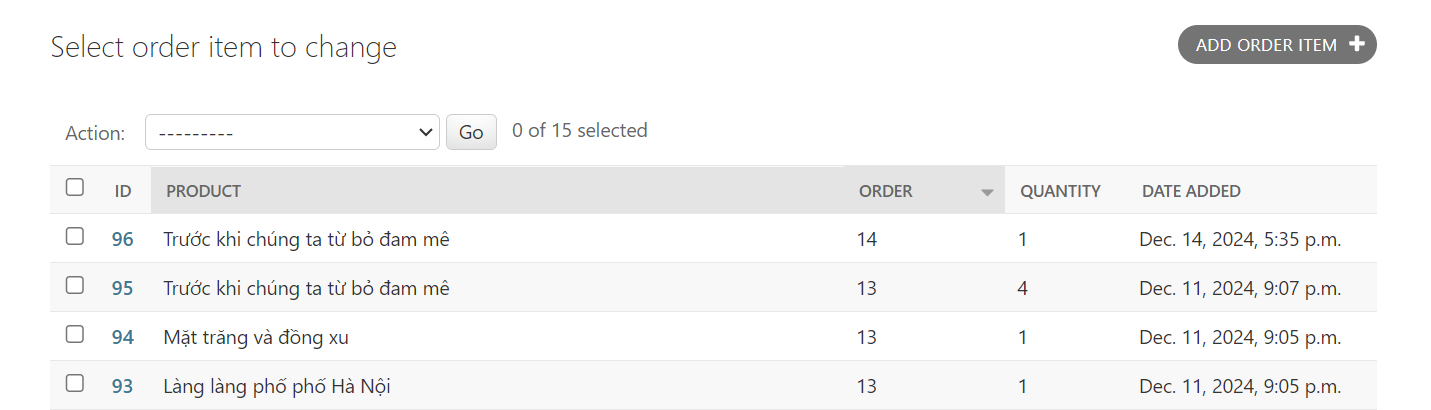 Select order item to change
ADD ORDER ITEM +
Action: --------- Go 0 of 15 selected
ID PRODUCT ORDER QUANTITY DATE ADDED
96 Trước khi chúng ta từ bỏ đam mê 14 1 Dec. 14, 2024, 5:35 p.m.
95 Trước khi chúng ta từ bỏ đam mê 13 4 Dec. 11, 2024, 9:07 p.m.
94 Mặt trăng và đồng xu 13 1 Dec. 11, 2024, 9:05 p.m.
93 Làng làng phố phố Hà Nội 13 1 Dec. 11, 2024, 9:05 p.m.